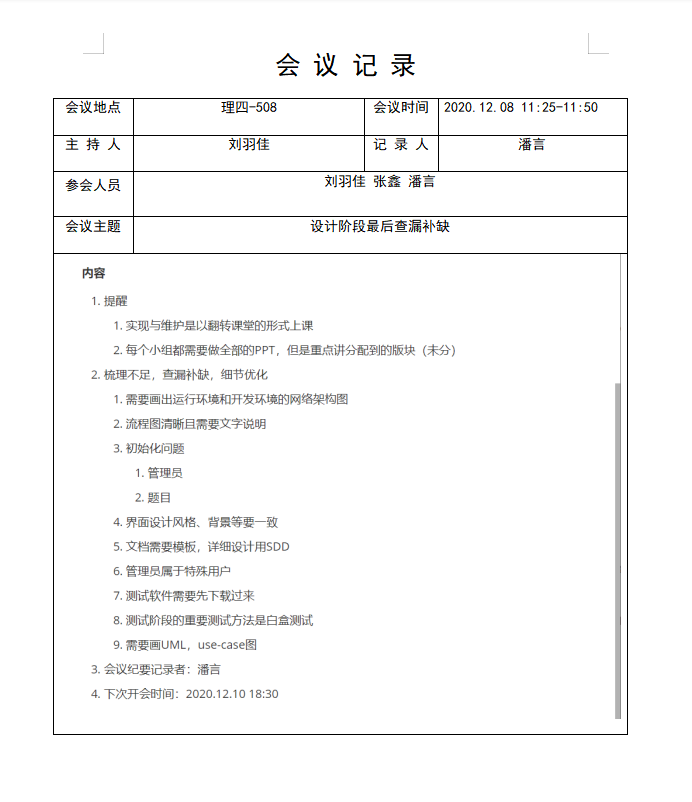 会 议 记 录
会议地点 理四-508 会议时间 2020.12.08 11:25-11:50
主 持 人 刘羽佳 记 录 人 潘言
参会人员 刘羽佳 张鑫 潘言
会议主题 设计阶段最后查漏补缺
内容
1. 提醒
1. 实现与维护是以翻转课堂的形式上课
2. 每个小组都需要做全部的PPT，但是重点讲分配到的版块（未分）
2. 梳理不足，查漏补缺，细节优化
1. 需要画出运行环境和开发环境的网络架构图
2. 流程图清晰且需要文字说明
3. 初始化问题
1. 管理员
2. 题目
4. 界面设计风格、背景等要一致
5. 文档需要模板，详细设计用SDD
6. 管理员属于特殊用户
7. 测试软件需要先下载过来
8. 测试阶段的重要测试方法是白盒测试
9. 需要画UML，use-case图
3. 会议纪要记录者：潘言
4. 下次开会时间：2020.12.10 18:30